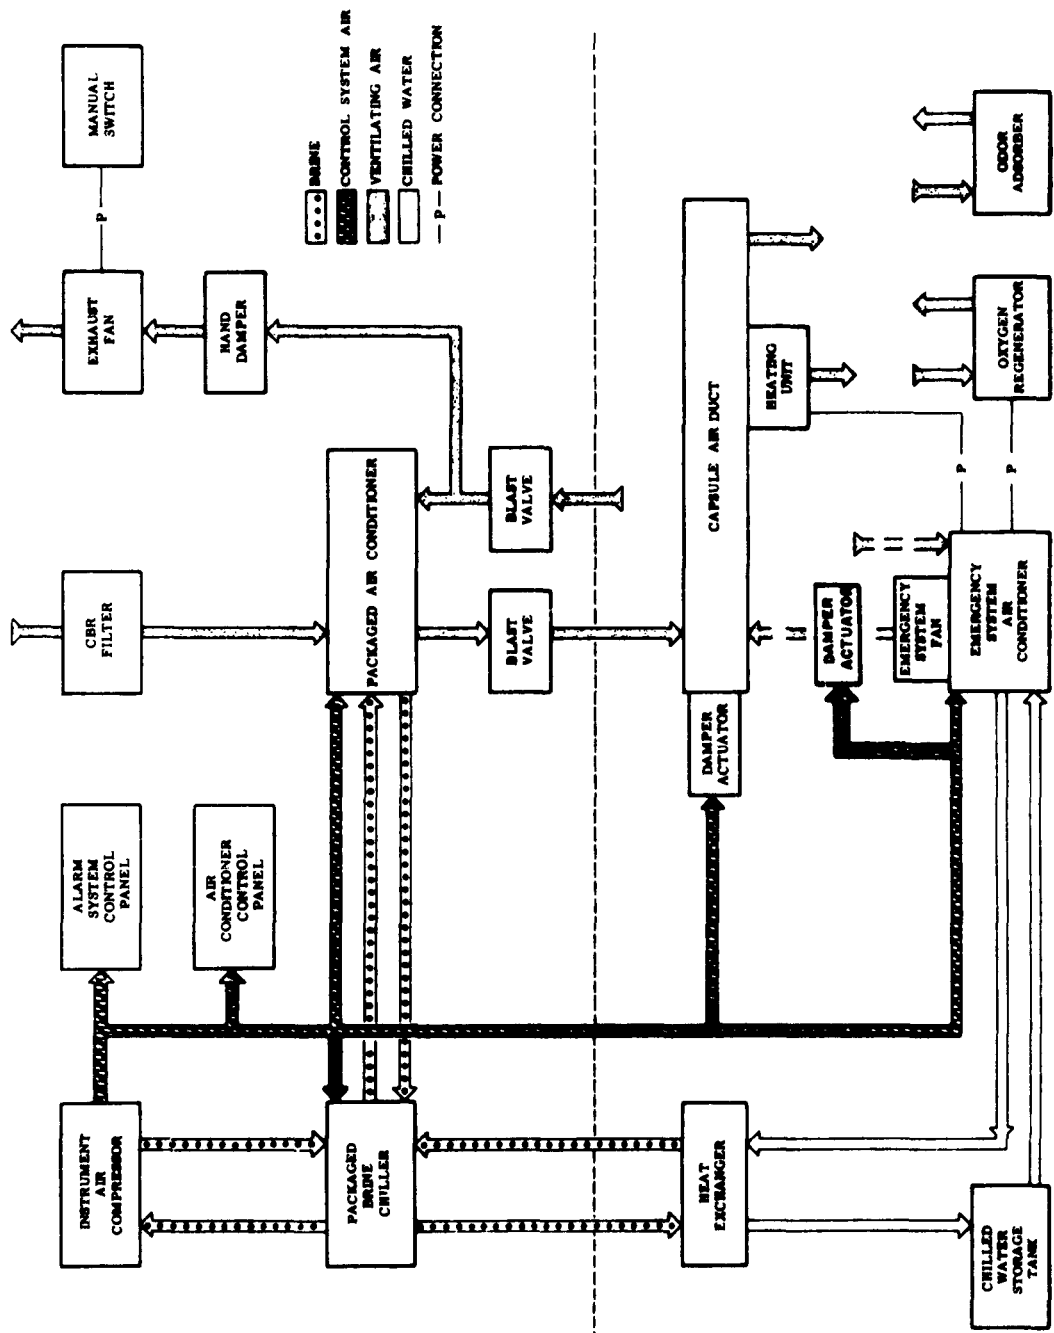 INSTRUMENT
AIR
COMPRESSOR
ALARM
SYSTEM
CONTROL
PANEL
AIR
CONDITIONER
CONTROL
PANEL
CBR
FILTER
EXHAUST
FAN
P
MANUAL
SWITCH
HAND
DAMPER
BRINE
CONTROL SYSTEM AIR
VENTILATING AIR
CHILLED WATER
P
POWER CONNECTION
PACKAGED
BRINE
CHILLER
PACKAGED AIR CONDITIONER
BLAST
VALVE
BLAST
VALVE
HEAT
EXCHANGER
DAMPER
ACTUATOR
CAPSULE AIR DUCT
HEATING
UNIT
DAMPER
ACTUATOR
EMERGENCY
SYSTEM
FAN
CHILLED
WATER
STORAGE
TANK
EMERGENCY
SYSTEM
AIR
CONDITIONER
P
P
OXYGEN
REGENERATOR
ODOR
ADSORBER